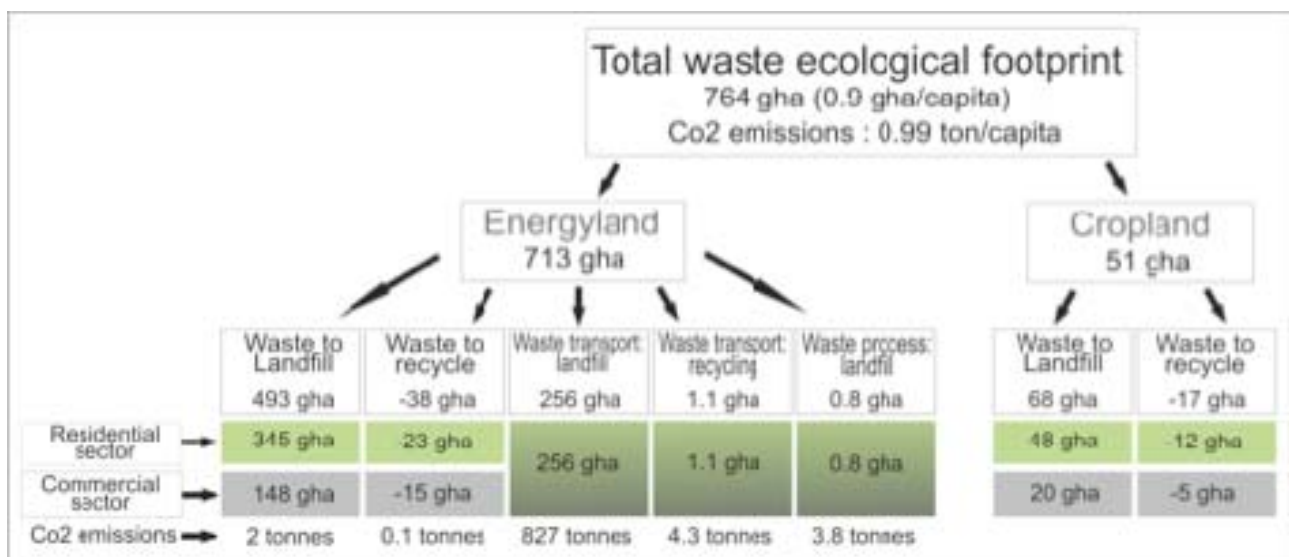 Total waste ecological footprint
764 gha (0.9 gha/capita)
Co2 emissions : 0.99 ton/capita
Energyland
713 gha
Cropland
51 gha
Waste to
Landfill
493 gha
Waste to
recycle
-38 gha
Waste transport:
landfill
256 gha
Waste transport:
recycling
1.1 gha
Waste process:
landfill
0.8 gha
Waste to
Landfill
68 gha
Waste to
recycle
-17 gha
Residential
sector
345 gha
-23 gha
256 gha
1.1 gha
0.8 gha
48 gha
-12 gha
Commercial
sector
148 gha
-15 gha
20 gha
-5 gha
Co2 emissions
2 tonnes
0.1 tonnes
827 tonnes
4.3 tonnes
3.8 tonnes